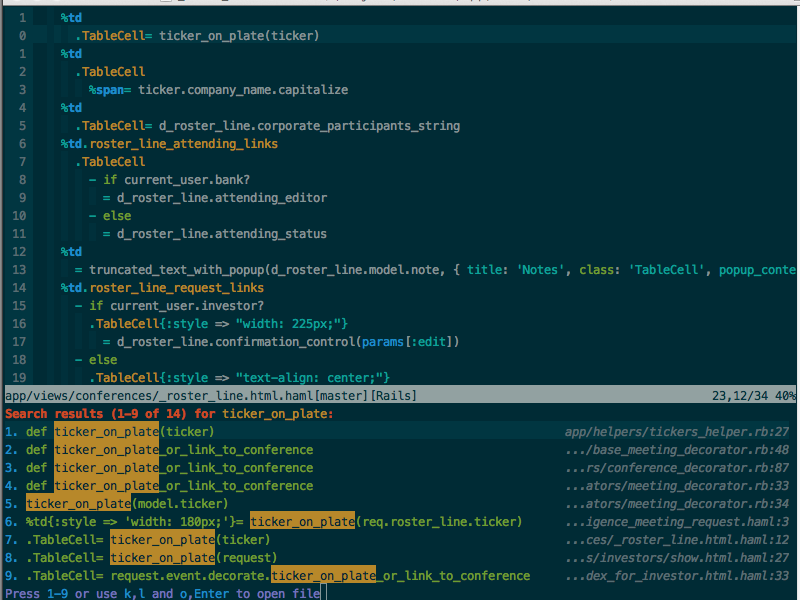 1 %td
0 .TableCell= ticker_on_plate(ticker)
1 %td
2 .TableCell
3 %span= ticker.company_name.capitalize
4 %td
5 .TableCell= d_roster_line.corporate_participants_string
6 %td.roster_line_attending_links
7 .TableCell
8 - if current_user.bank?
9 = d_roster_line.attending_editor
10 - else
11 = d_roster_line.attending_status
12 %td
13 = truncated_text_with_popup(d_roster_line.model.note, { title: 'Notes', class: 'TableCell', popup_conte
14 %td.roster_line_request_links
15 - if current_user.investor?
16 .TableCell{:style => "width: 225px;"}
17 = d_roster_line.confirmation_control(params[:edit])
18 - else
19 .TableCell{:style => "text-align: center;"}
app/views/conferences/_roster_line.html.haml[master][Rails] 23,12/34 40%
Search results (1-9 of 14) for ticker_on_plate:
1. def ticker_on_plate(ticker) app/helpers/tickers_helper.rb:27
2. def ticker_on_plate_or_link_to_conference .../base_meeting_decorator.rb:48
3. def ticker_on_plate_or_link_to_conference ...rs/conference_decorator.rb:87
4. def ticker_on_plate_or_link_to_conference ...ators/meeting_decorator.rb:33
5. ticker_on_plate(model.ticker) ...ators/meeting_decorator.rb:34
6. %td{:style => 'width: 180px;'}= ticker_on_plate(req.roster_line.ticker) ...igence_meeting_request.haml:3
7. .TableCell= ticker_on_plate(ticker) ...ces/_roster_line.html.haml:12
8. .TableCell= ticker_on_plate(request) ...s/investors/show.html.haml:27
9. .TableCell= request.event.decorate.ticker_on_plate_or_link_to_conference ...dex_for_investor.html.haml:33
Press 1-9 or use k,l and o,Enter to open file